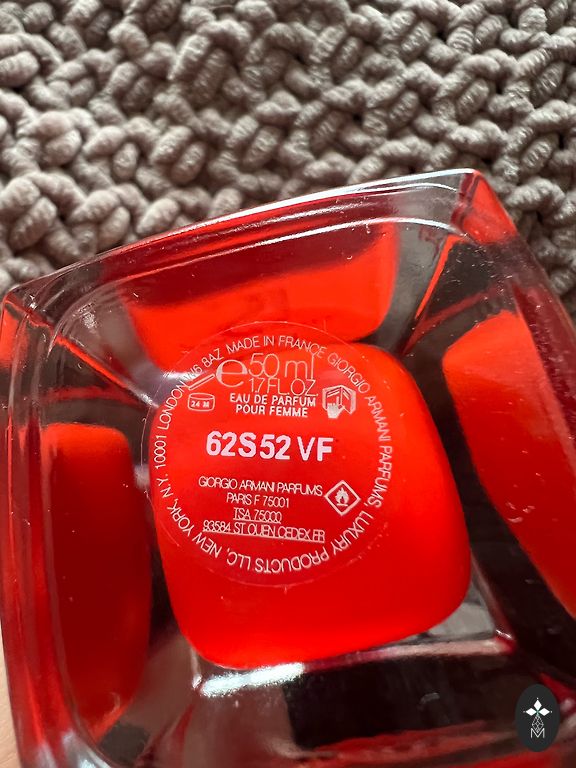 MADE IN FRANCE GIORGIO ARMANI PARFUMS, LUXURY PRODUCTS LLC, NEW YORK, N.Y. 10001 LONDON W6 8AZ
e 50 ml
1.7 FL. OZ
24 M
EAU DE PARFUM
POUR FEMME
62S52 VF
GIORGIO ARMANI PARFUMS
PARIS F 75001
TSA 75000
93584 ST OUEN CEDEX.FR